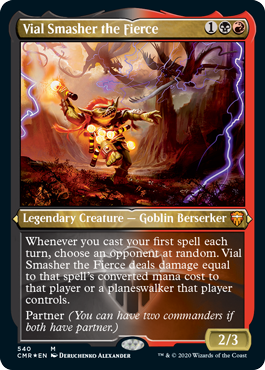 Vial Smasher the Fierce 1
Legendary Creature — Goblin Berserker
Whenever you cast your first spell each
turn, choose an opponent at random. Vial
Smasher the Fierce deals damage equal
to that spell's converted mana cost to
that player or a planeswalker that player
controls.
Partner (You can have two commanders if
both have partner.)
2/3
540 M
CMR★EN Deruchenko Alexander ™ & © 2020 Wizards of the Coast